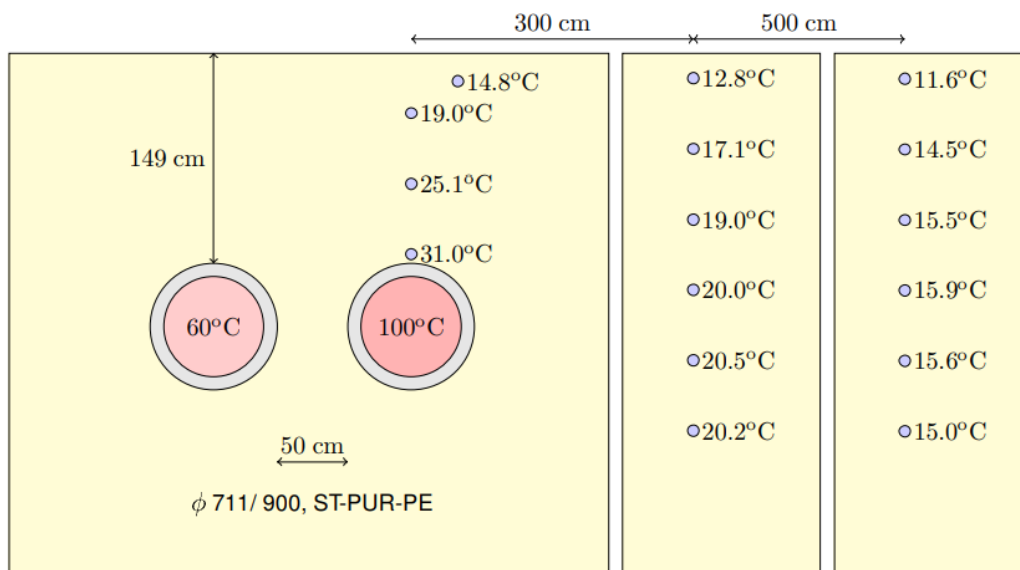 300 cm 500 cm
14.8°C 12.8°C 11.6°C
19.0°C
149 cm 17.1°C 14.5°C
25.1°C
19.0°C 15.5°C
31.0°C
20.0°C 15.9°C
60°C 100°C
20.5°C 15.6°C
50 cm 20.2°C 15.0°C
ϕ 711/ 900, ST-PUR-PE